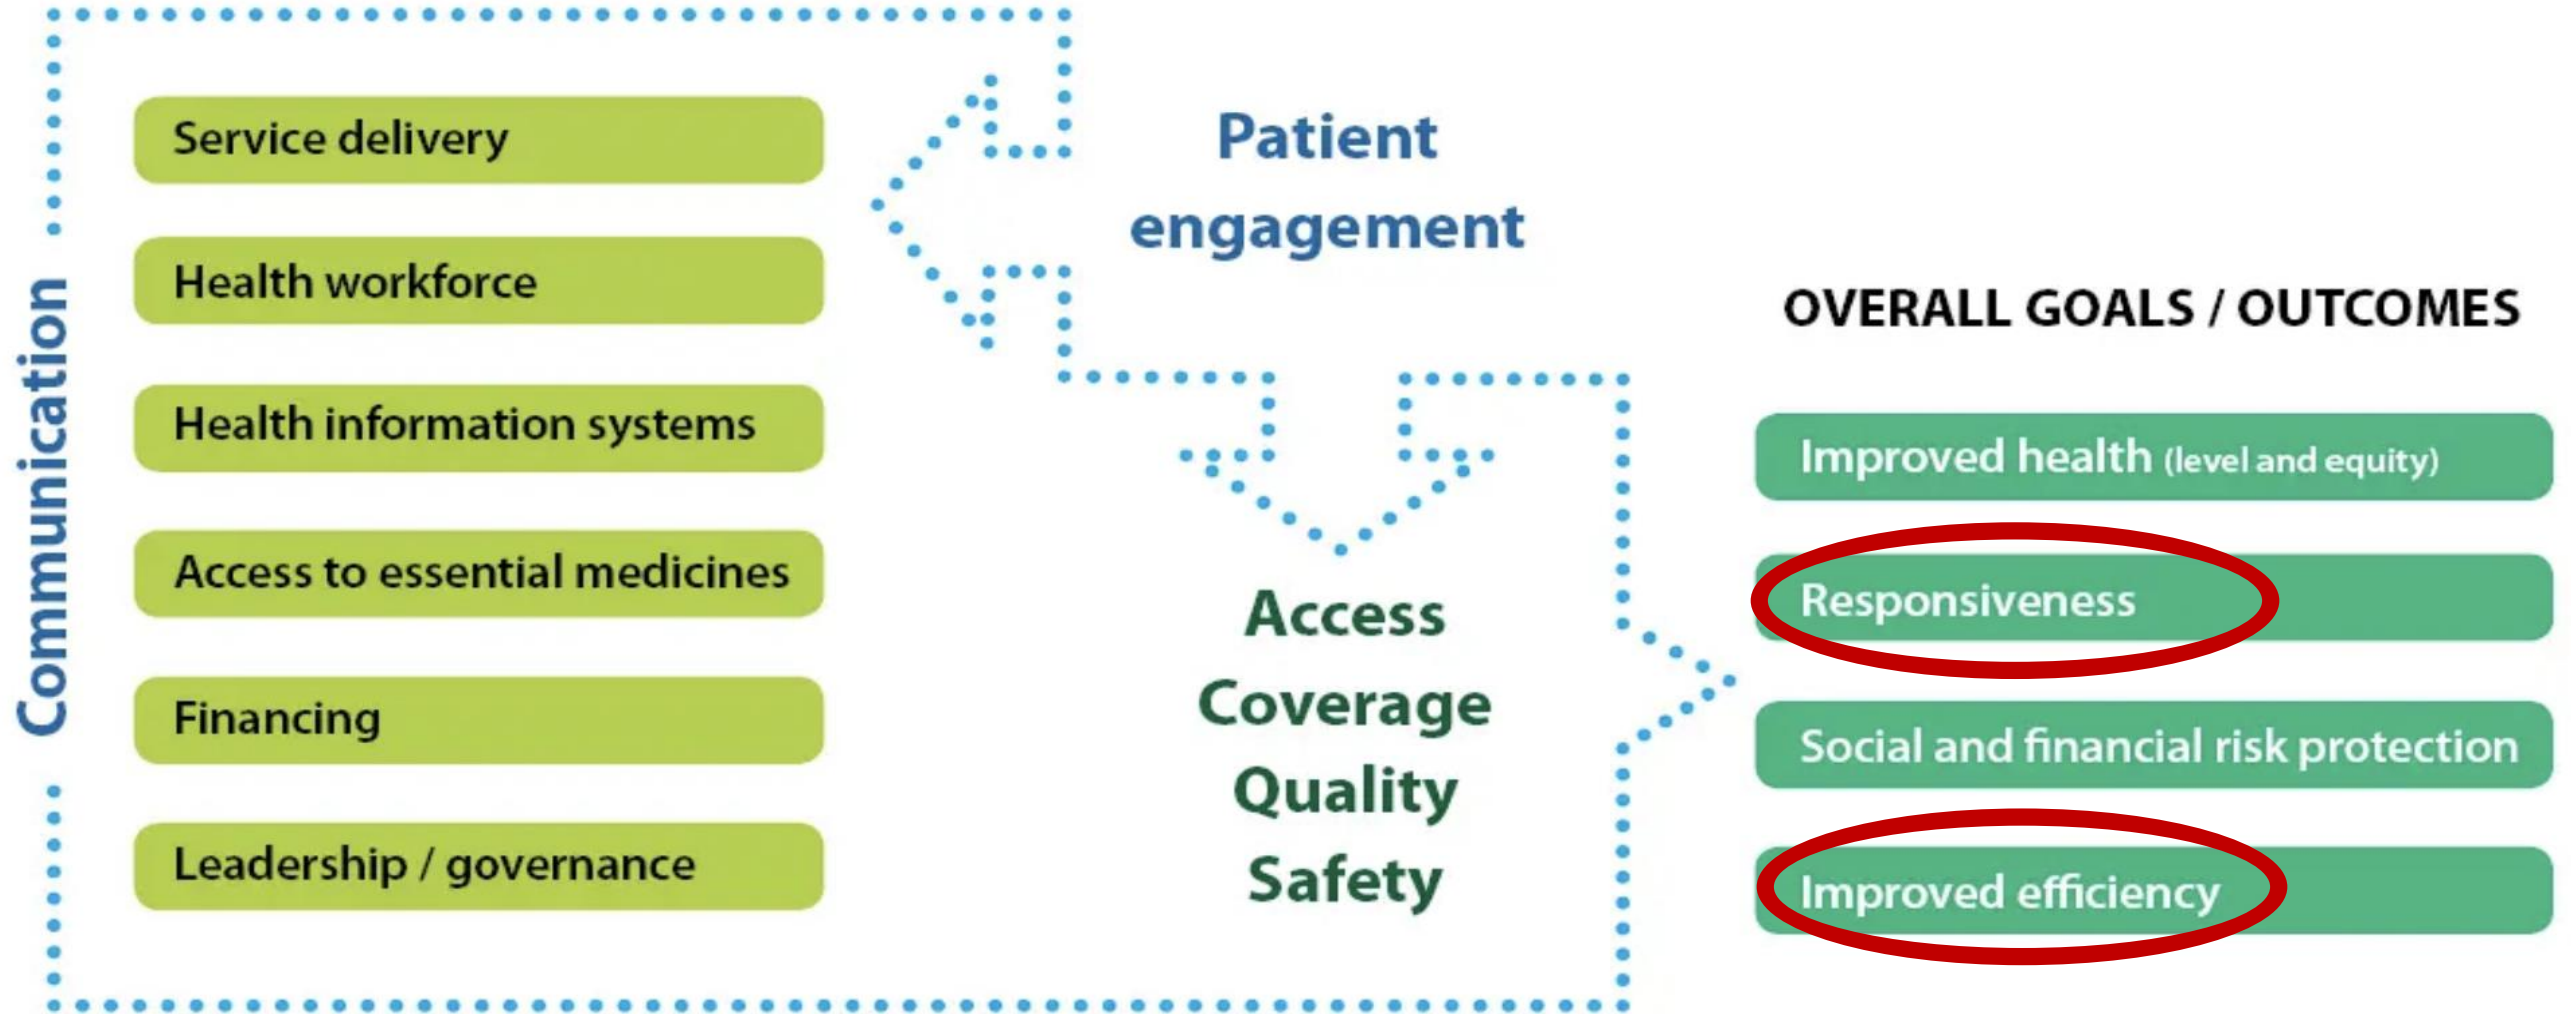 Communication
Service delivery
Health workforce
Health information systems
Access to essential medicines
Financing
Leadership / governance
Patient
engagement
Access
Coverage
Quality
Safety
OVERALL GOALS / OUTCOMES
Improved health (level and equity)
Responsiveness
Social and financial risk protection
Improved efficiency